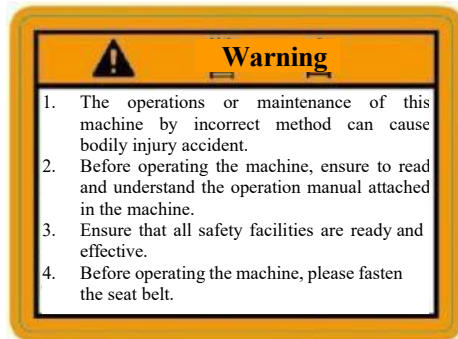 Warning
1. The operations or maintenance of this
machine by incorrect method can cause
bodily injury accident.
2. Before operating the machine, ensure to read
and understand the operation manual attached
in the machine.
3. Ensure that all safety facilities are ready and
effective.
4. Before operating the machine, please fasten
the seat belt.